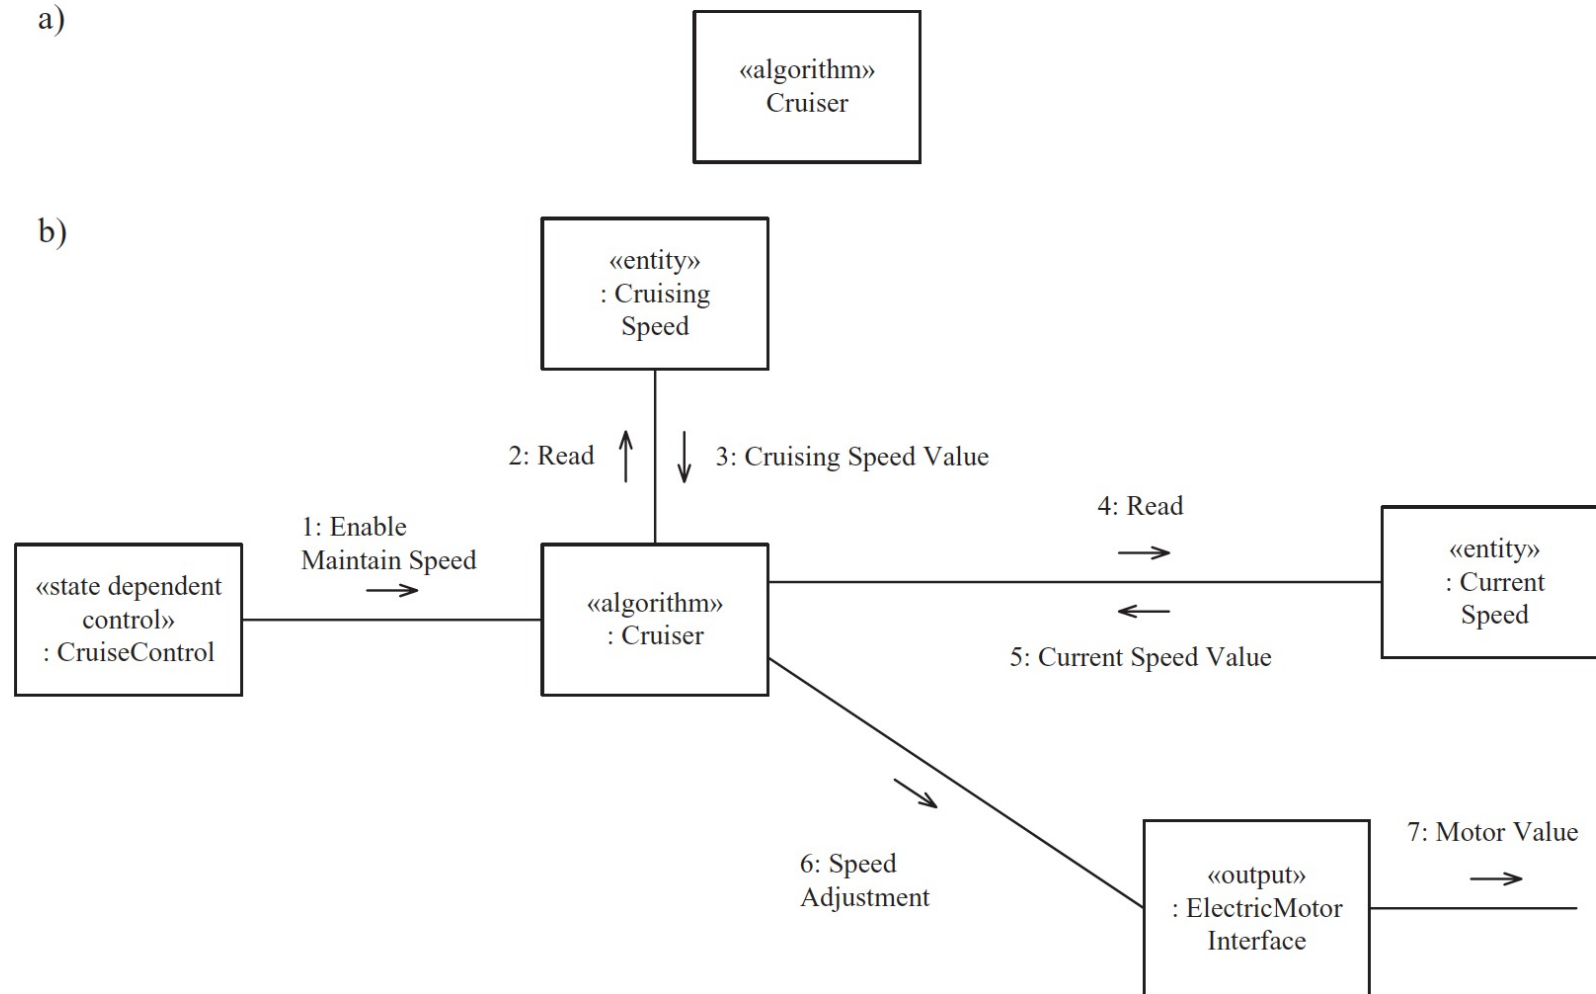 a)
«algorithm»
Cruiser
b)
«entity»
: Cruising
Speed
2: Read
3: Cruising Speed Value
1: Enable
Maintain Speed
4: Read
«state dependent
control»
: CruiseControl
«algorithm»
: Cruiser
«entity»
: Current
Speed
5: Current Speed Value
6: Speed
Adjustment
«output»
: ElectricMotor
Interface
7: Motor Value